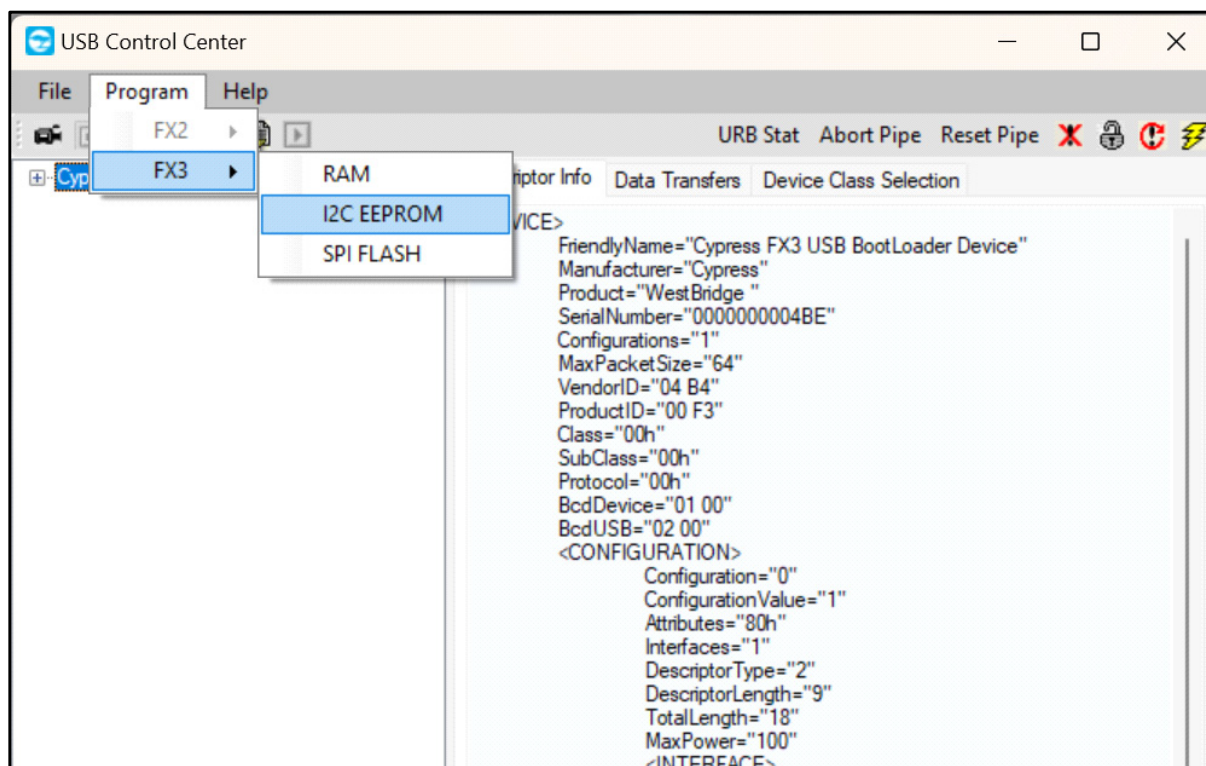 USB Control Center
File Program Help
FX2
FX3
RAM
I2C EEPROM
SPI FLASH
URB Stat Abort Pipe Reset Pipe
Cyp
riptor Info Data Transfers Device Class Selection
VICE>
FriendlyName="Cypress FX3 USB BootLoader Device"
Manufacturer="Cypress"
Product="WestBridge "
SerialNumber="0000000004BE"
Configurations="1"
MaxPacketSize="64"
VendorID="04 B4"
ProductID="00 F3"
Class="00h"
SubClass="00h"
Protocol="00h"
BcdDevice="01 00"
BcdUSB="02 00"
<CONFIGURATION>
Configuration="0"
ConfigurationValue="1"
Attributes="80h"
Interfaces="1"
DescriptorType="2"
DescriptorLength="9"
TotalLength="18"
MaxPower="100"
<INTERFACE>